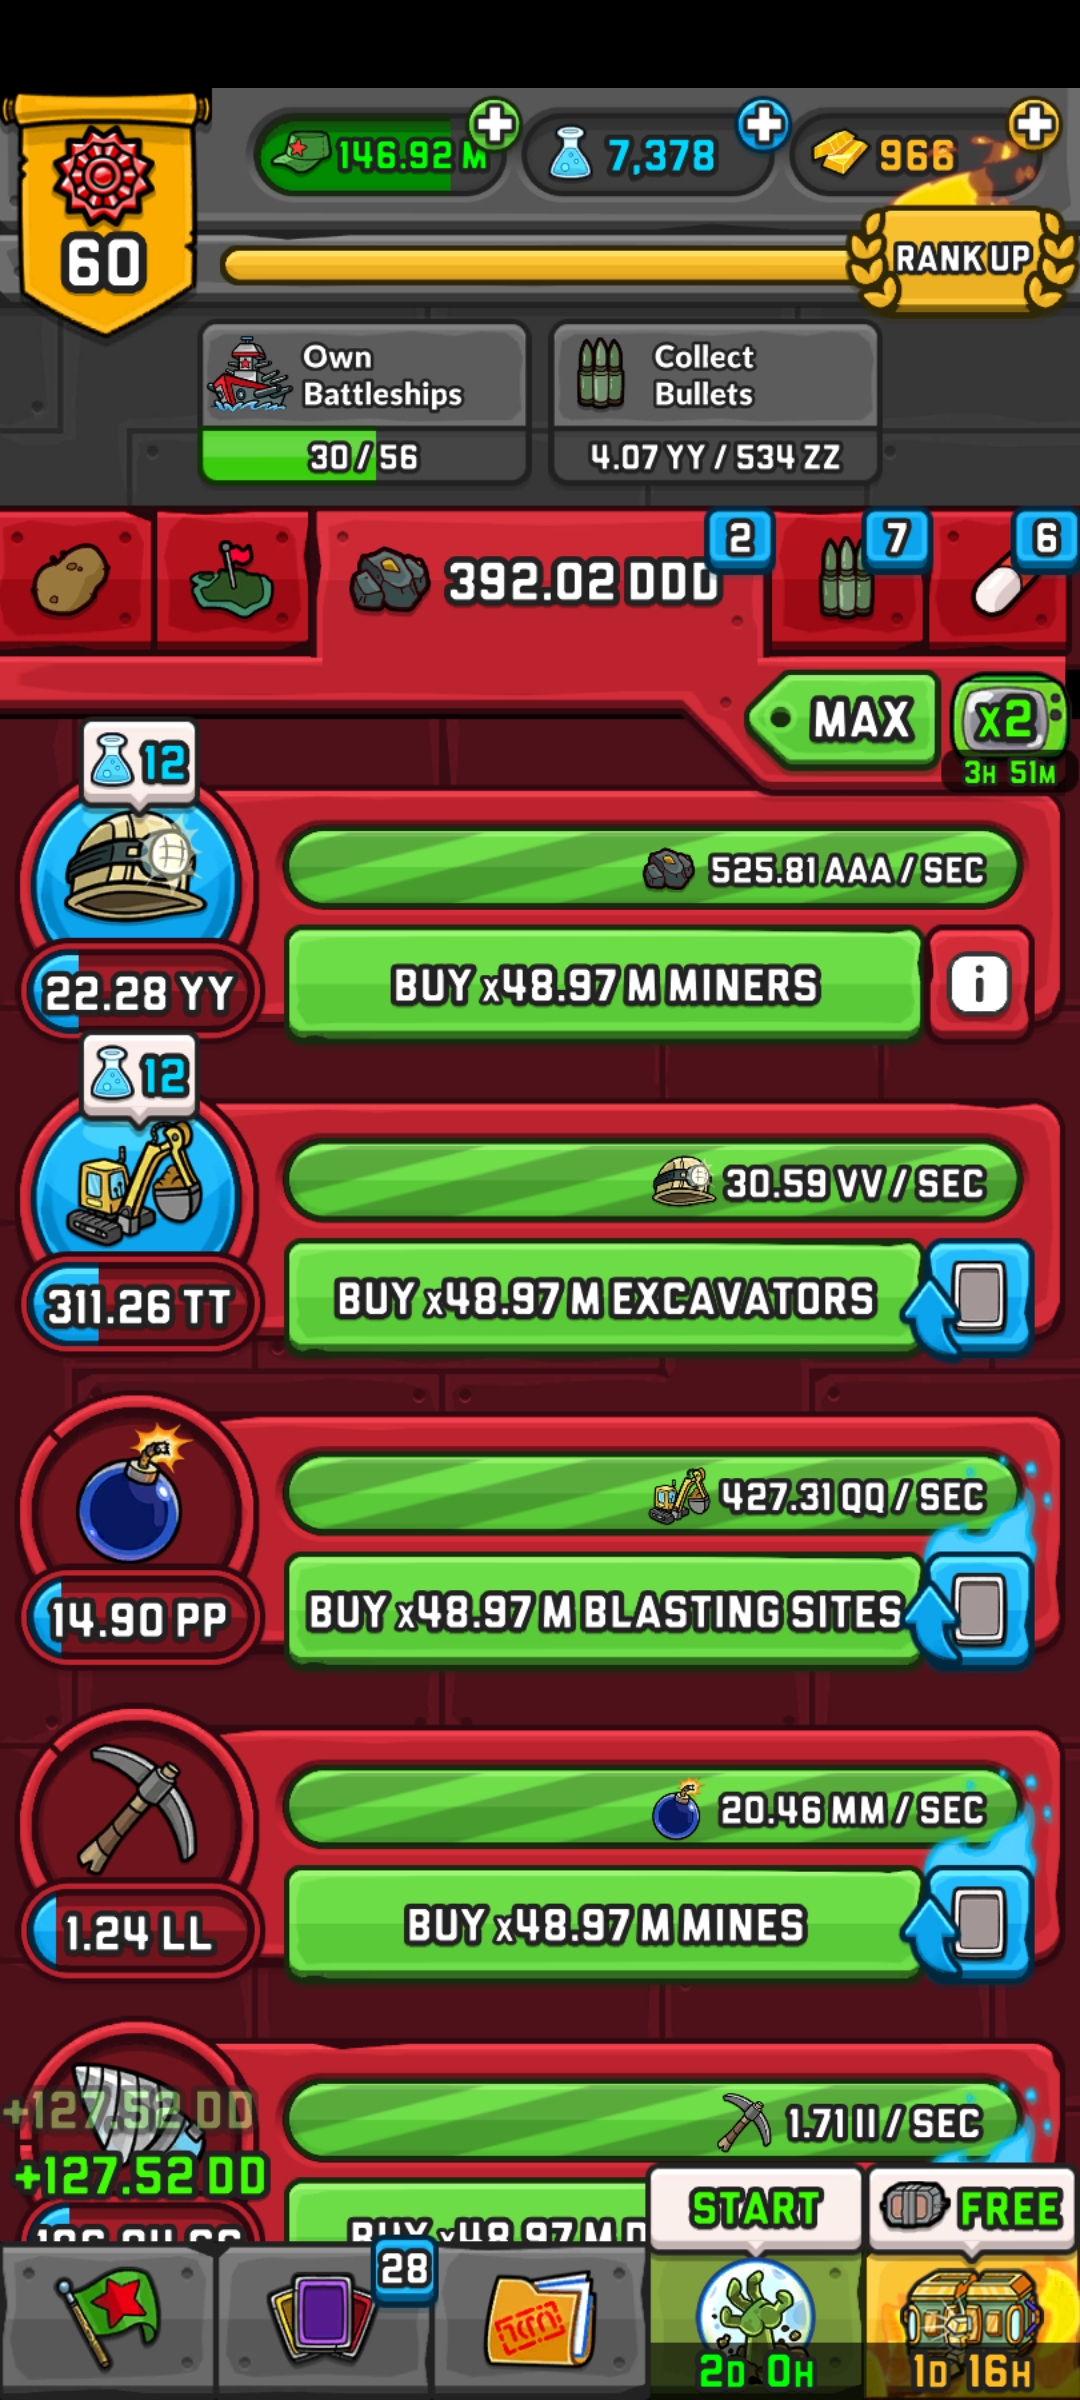 146.92 M
7,378
966
60
RANK UP
Own
Battleships
30 / 56
Collect
Bullets
4.07 YY / 534 ZZ
392.02 DDD
2
7
6
MAX
x2
3H 51M
12
525.81 AAA / SEC
22.28 YY
BUY x48.97 M MINERS
i
12
30.59 VV / SEC
311.26 TT
BUY x48.97 M EXCAVATORS
427.31 QQ / SEC
14.90 PP
BUY x48.97 M BLASTING SITES
20.46 MM / SEC
1.24 LL
BUY x48.97 M MINES
+127.52 DD
1.71 II / SEC
+127.52 DD
BUY x48.97 M
START
FREE
28
2D 0H
1D 16H